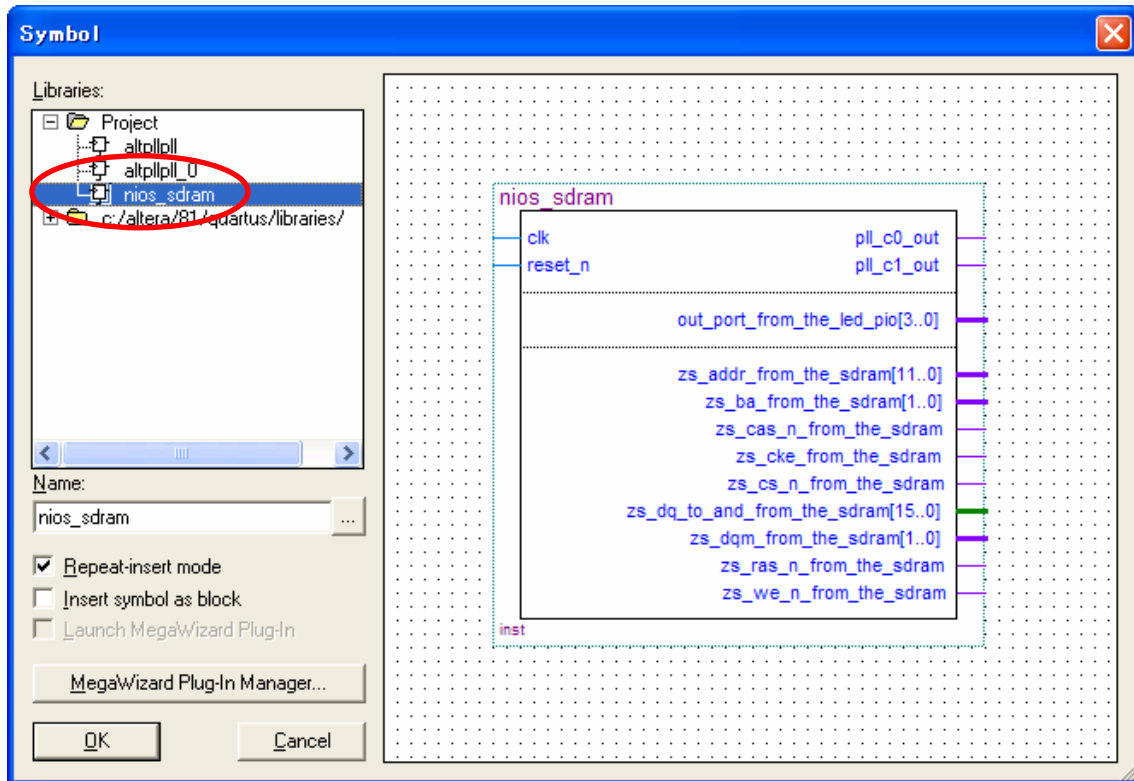 Symbol
Libraries:
Project
altpllpll
altpllpll_0
nios_sdram
c:/altera/81/quartus/libraries/
Name:
nios_sdram
...
Repeat-insert mode
Insert symbol as block
Launch MegaWizard Plug-In
MegaWizard Plug-In Manager...
OK
Cancel
nios_sdram
clk
pll_c0_out
reset_n
pll_c1_out
out_port_from_the_led_pio[3..0]
zs_addr_from_the_sdram[11..0]
zs_ba_from_the_sdram[1..0]
zs_cas_n_from_the_sdram
zs_cke_from_the_sdram
zs_cs_n_from_the_sdram
zs_dq_to_and_from_the_sdram[15..0]
zs_dqm_from_the_sdram[1..0]
zs_ras_n_from_the_sdram
zs_we_n_from_the_sdram
inst